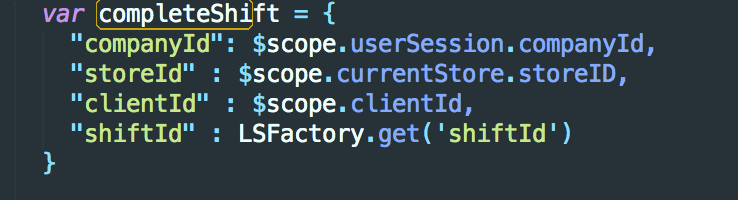 var completeShift = {
"companyId": $scope.userSession.companyId,
"storeId" : $scope.currentStore.storeID,
"clientId" : $scope.clientId,
"shiftId" : LSFactory.get('shiftId')
}